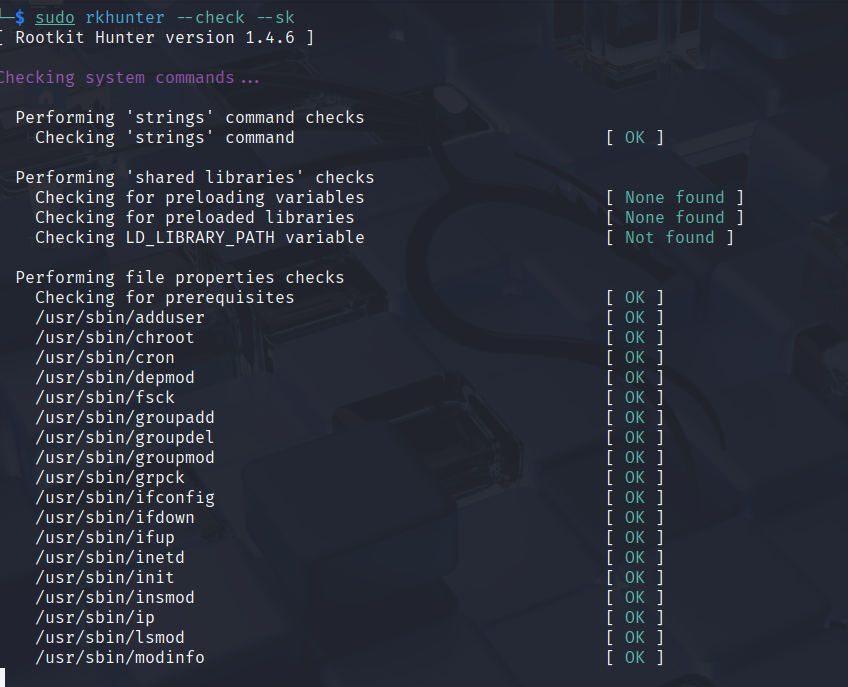 └─$ sudo rkhunter --check --sk
[ Rootkit Hunter version 1.4.6 ]
Checking system commands...
Performing 'strings' command checks
Checking 'strings' command [ OK ]
Performing 'shared libraries' checks
Checking for preloading variables [ None found ]
Checking for preloaded libraries [ None found ]
Checking LD_LIBRARY_PATH variable [ Not found ]
Performing file properties checks
Checking for prerequisites [ OK ]
/usr/sbin/adduser [ OK ]
/usr/sbin/chroot [ OK ]
/usr/sbin/cron [ OK ]
/usr/sbin/depmod [ OK ]
/usr/sbin/fsck [ OK ]
/usr/sbin/groupadd [ OK ]
/usr/sbin/groupdel [ OK ]
/usr/sbin/groupmod [ OK ]
/usr/sbin/grpck [ OK ]
/usr/sbin/ifconfig [ OK ]
/usr/sbin/ifdown [ OK ]
/usr/sbin/ifup [ OK ]
/usr/sbin/inetd [ OK ]
/usr/sbin/init [ OK ]
/usr/sbin/insmod [ OK ]
/usr/sbin/ip [ OK ]
/usr/sbin/lsmod [ OK ]
/usr/sbin/modinfo [ OK ]